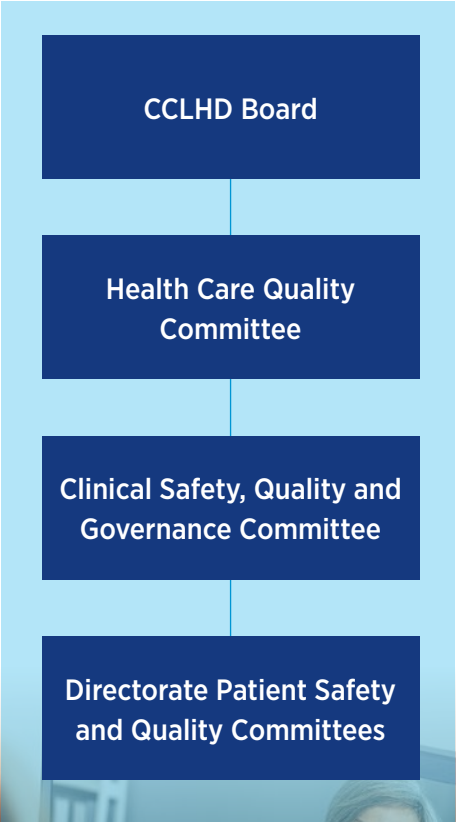 CCLHD Board
Health Care Quality
Committee
Clinical Safety, Quality and
Governance Committee
Directorate Patient Safety
and Quality Committees